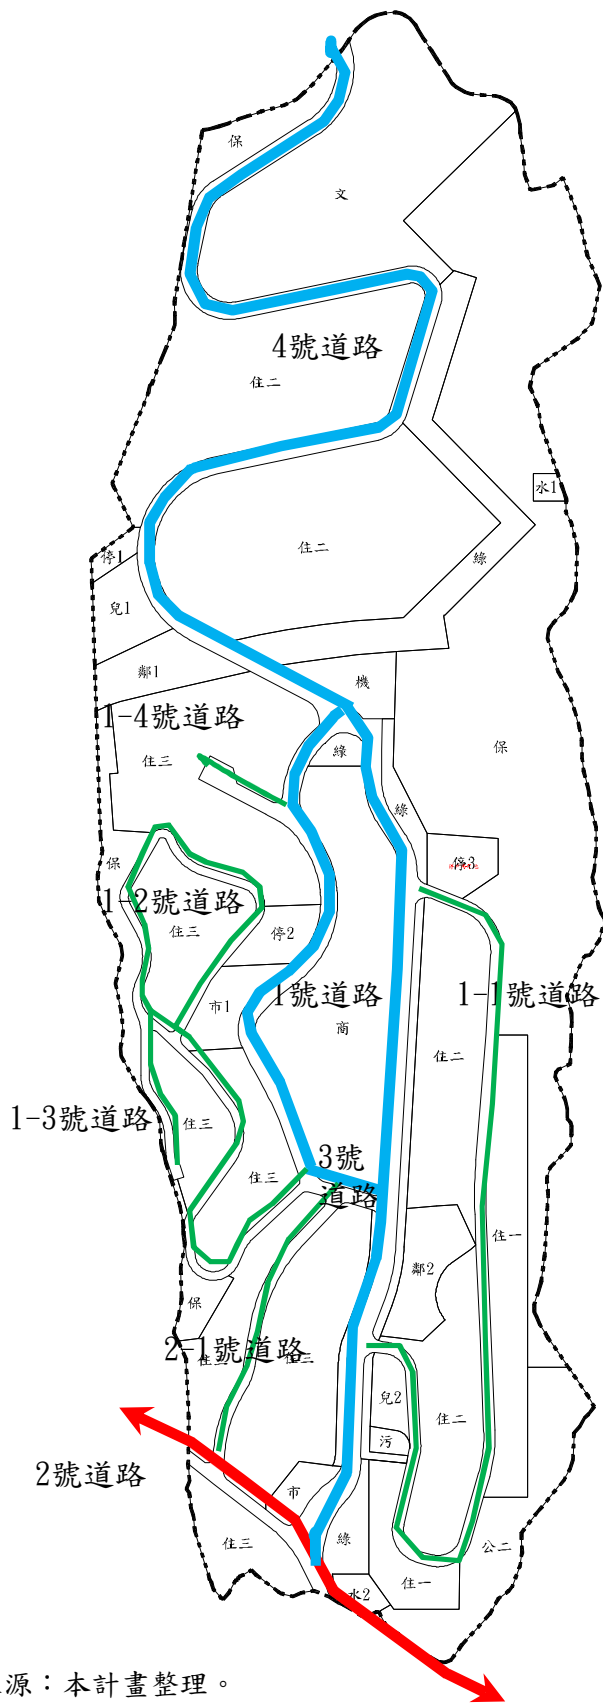 保
文
4號道路
住二
水1
住二
停1
綠
兒1
鄰1
機
1-4號道路
綠
保
住三
綠
停3
保
1-2號道路
住三
停2
1號道路
1-1號道路
市1
商
住二
1-3號道路
住三
3號
道路
住三
住一
鄰2
保
2-1號道路
住三
住三
兒2
住二
污
2號道路
市
綠
住三
公二
住一
水2
源：本計畫整理。